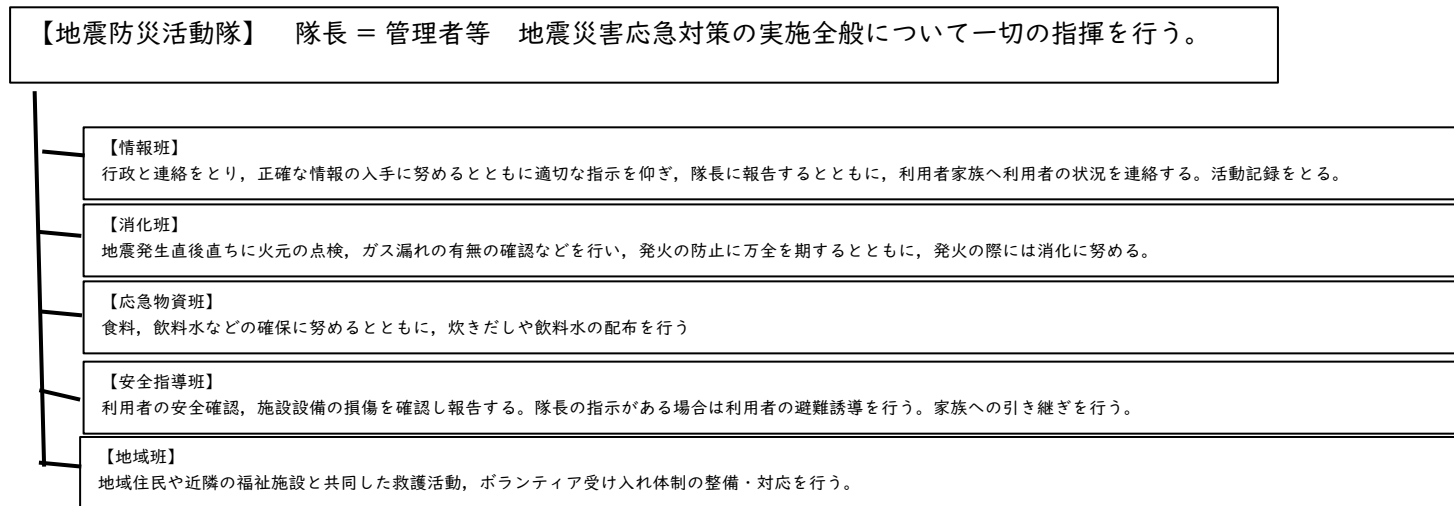 【地震防災活動隊】　隊長 = 管理者等　地震災害応急対策の実施全般について一切の指揮を行う。
【情報班】
行政と連絡をとり，正確な情報の入手に努めるとともに適切な指示を仰ぎ，隊長に報告するとともに，利用者家族へ利用者の状況を連絡する。活動記録をとる。
【消化班】
地震発生直後直ちに火元の点検，ガス漏れの有無の確認などを行い，発火の防止に万全を期するとともに，発火の際には消化に努める。
【応急物資班】
食料，飲料水などの確保に努めるとともに，炊きだしや飲料水の配布を行う
【安全指導班】
利用者の安全確認，施設設備の損傷を確認し報告する。隊長の指示がある場合は利用者の避難誘導を行う。家族への引き継ぎを行う。
【地域班】
地域住民や近隣の福祉施設と共同した救護活動，ボランティア受け入れ体制の整備・対応を行う。